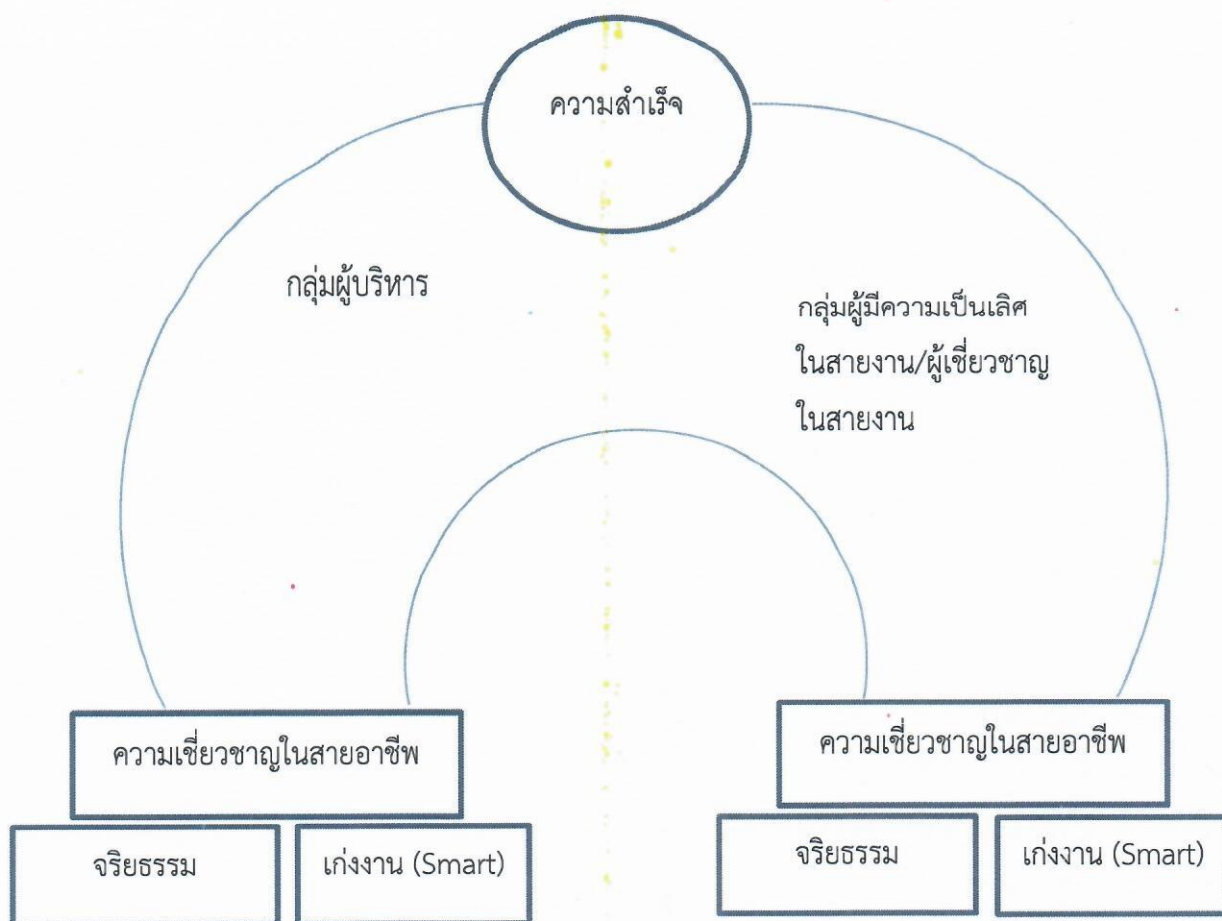 ความสำเร็จ
กลุ่มผู้บริหาร
กลุ่มผู้มีความเป็นเลิศ
ในสายงาน/ผู้เชี่ยวชาญ
ในสายงาน
ความเชี่ยวชาญในสายอาชีพ
จริยธรรม
เก่งงาน (Smart)
ความเชี่ยวชาญในสายอาชีพ
จริยธรรม
เก่งงาน (Smart)